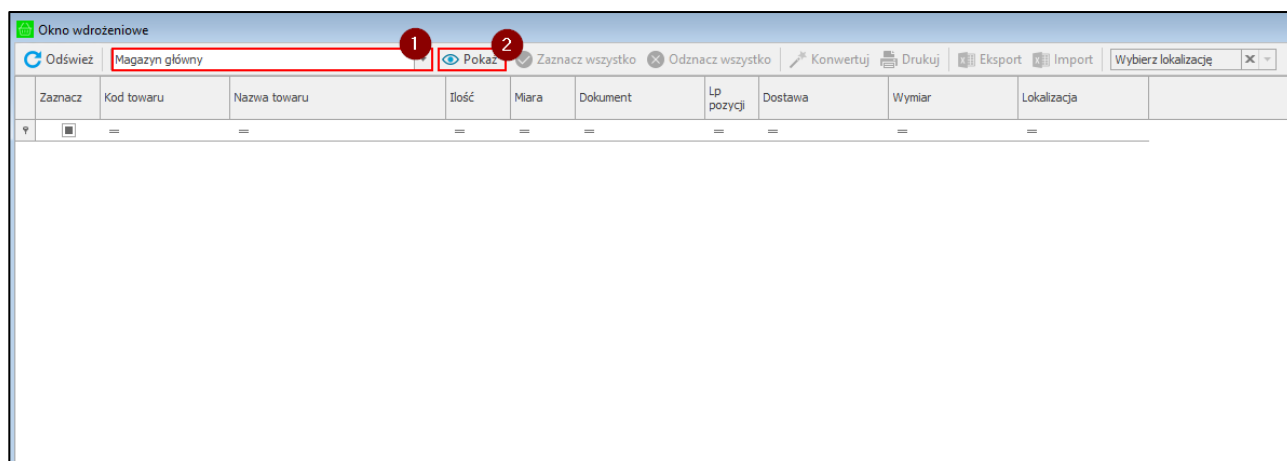 Okno wdrożeniowe
1 2
Odśwież Magazyn główny Pokaż Zaznacz wszystko Odznacz wszystko Konwertuj Drukuj Eksport Import Wybierz lokalizację
Zaznacz Kod towaru Nazwa towaru Ilość Miara Dokument Lp pozycji Dostawa Wymiar Lokalizacja
= = = = = = = = =